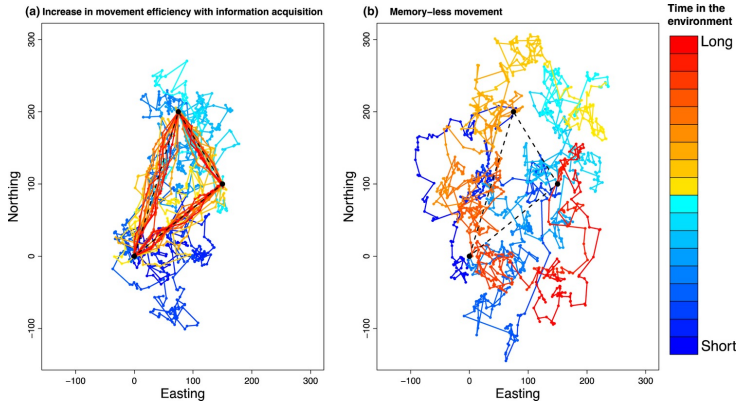 (a) Increase in movement efficiency with information acquisition
(b) Memory-less movement
Time in the
environment
Long
Short
Northing
300
200
100
0
−100
−100
0
100
200
300
Easting
Northing
300
200
100
0
−100
−100
0
100
200
300
Easting